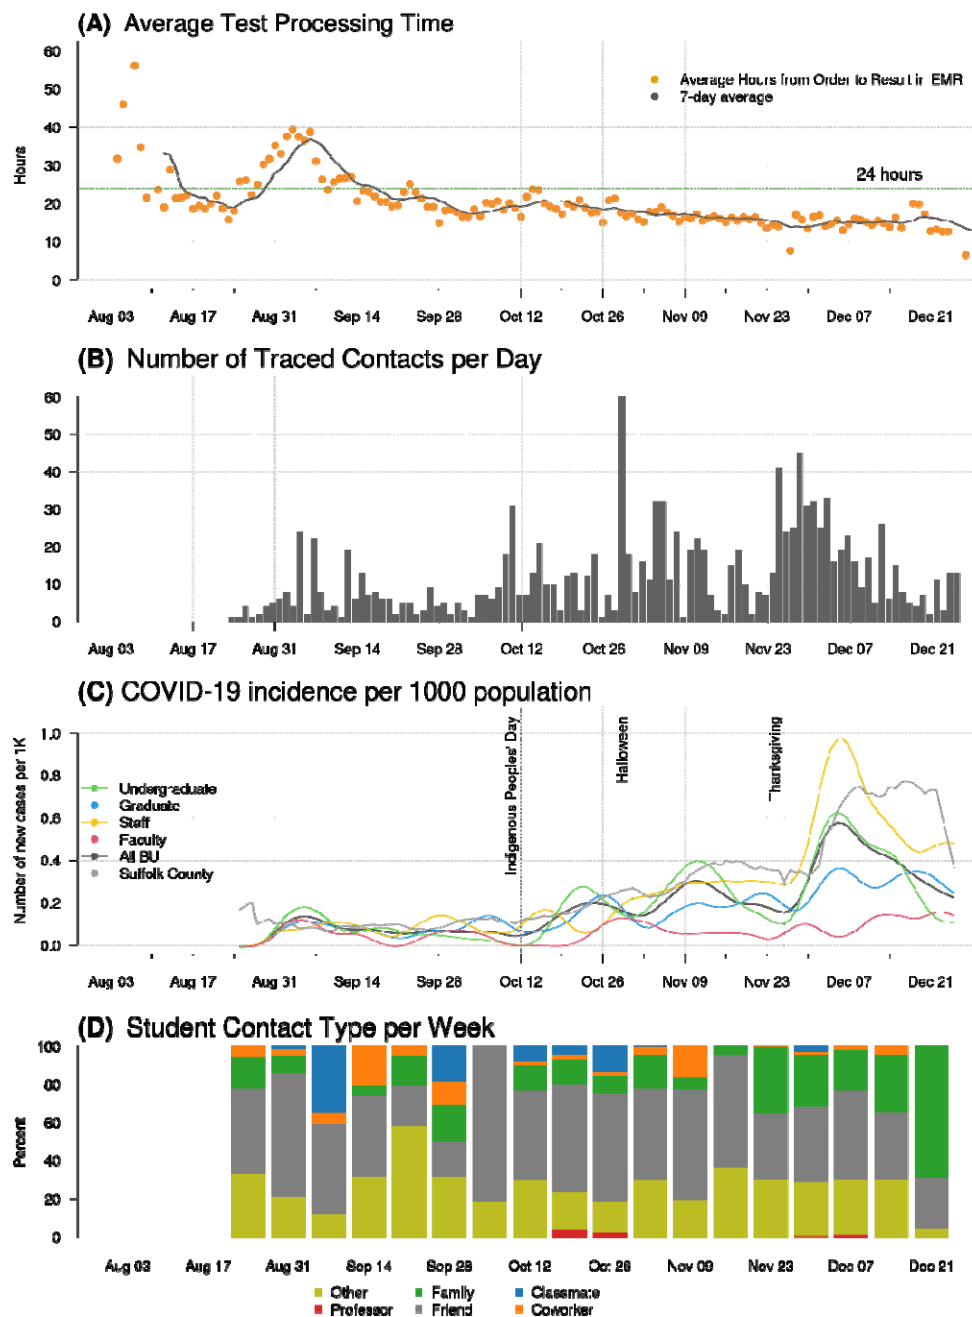 (A) Average Test Processing Time
60
50
40
30
20
10
0
Hours
Average Hours from Order to Result in EMR
7-day average
24 hours
Aug 03 Aug 17 Aug 31 Sep 14 Sep 28 Oct 12 Oct 26 Nov 09 Nov 23 Dec 07 Dec 21
(B) Number of Traced Contacts per Day
60
50
40
30
20
10
0
Aug 03 Aug 17 Aug 31 Sep 14 Sep 28 Oct 12 Oct 26 Nov 09 Nov 23 Dec 07 Dec 21
(C) COVID-19 incidence per 1000 population
Number of new cases per 1K
1.0
0.8
0.6
0.4
0.2
0.0
Undergraduate
Graduate
Staff
Faculty
All BU
Suffolk County
Indigenous Peoples' Day
Halloween
Thanksgiving
Aug 03 Aug 17 Aug 31 Sep 14 Sep 28 Oct 12 Oct 26 Nov 09 Nov 23 Dec 07 Dec 21
(D) Student Contact Type per Week
100
80
60
40
20
0
Percent
Aug 03 Aug 17 Aug 31 Sep 14 Sep 28 Oct 12 Oct 26 Nov 09 Nov 23 Dec 07 Dec 21
Other Family Classmate
Professor Friend Coworker